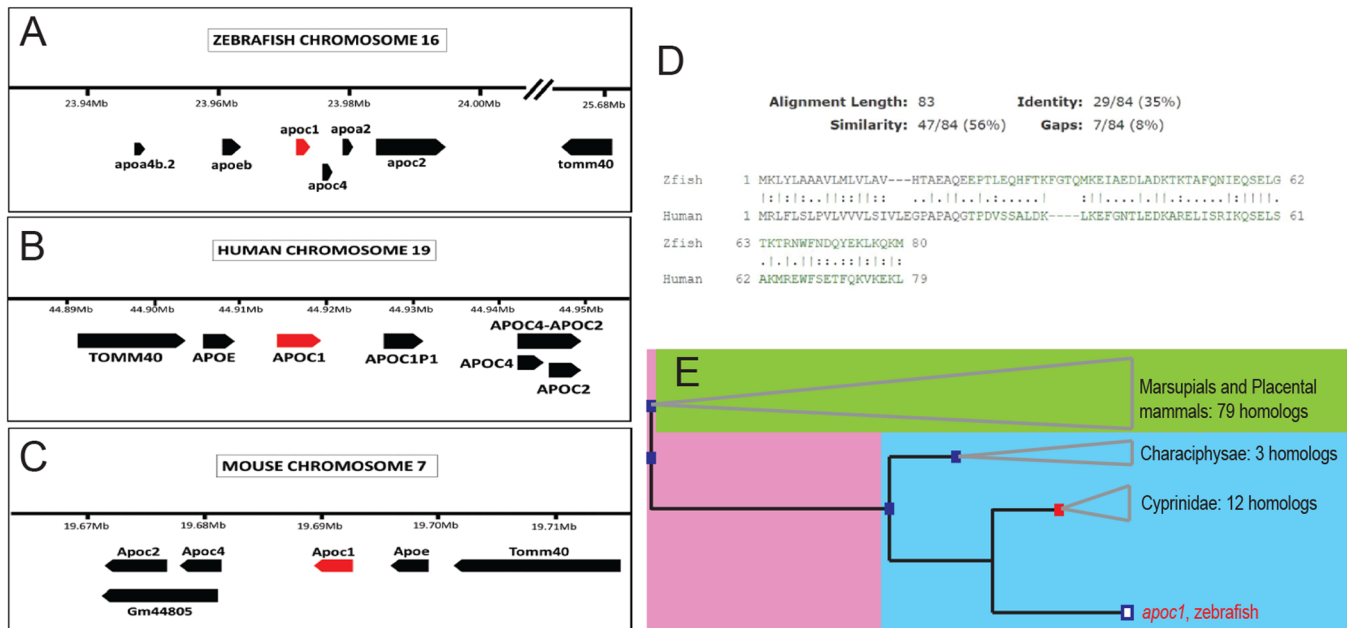 A
ZEBRAFISH CHROMOSOME 16
23.94Mb 23.96Mb 23.98Mb 24.00Mb 25.68Mb
apoc1 apoa2
apoa4b.2 apoeb apoc4 apoc2 tomm40
B
HUMAN CHROMOSOME 19
44.89Mb 44.90Mb 44.91Mb 44.92Mb 44.93Mb 44.94Mb 44.95Mb
APOC4-APOC2
TOMM40 APOE APOC1 APOC1P1 APOC4
APOC2
C
MOUSE CHROMOSOME 7
19.67Mb 19.68Mb 19.69Mb 19.70Mb 19.71Mb
Apoc2 Apoc4 Apoc1 Apoe Tomm40
Gm44805
D
Alignment Length: 83 Identity: 29/84 (35%)
Similarity: 47/84 (56%) Gaps: 7/84 (8%)
Zfish 1 MKLYLAAAVLMLVLAV---HTAEAQEEPTLEQHFTKFGTQMKEIAEDLADKTKTAFQNIEQSELG 62
Human 1 MRLFLSLPVLVVVLSIVLEGPAPAQGTPDVSSALDK----LKEFGNTLEDKARELISRIKQSELS 61
Zfish 63 TKTRNWFNDQYEKLKQKM 80
Human 62 AKMREWFSETFQKVKEKL 79
E
Marsupials and Placental
mammals: 79 homologs
Characiphysae: 3 homologs
Cyprinidae: 12 homologs
apoc1, zebrafish